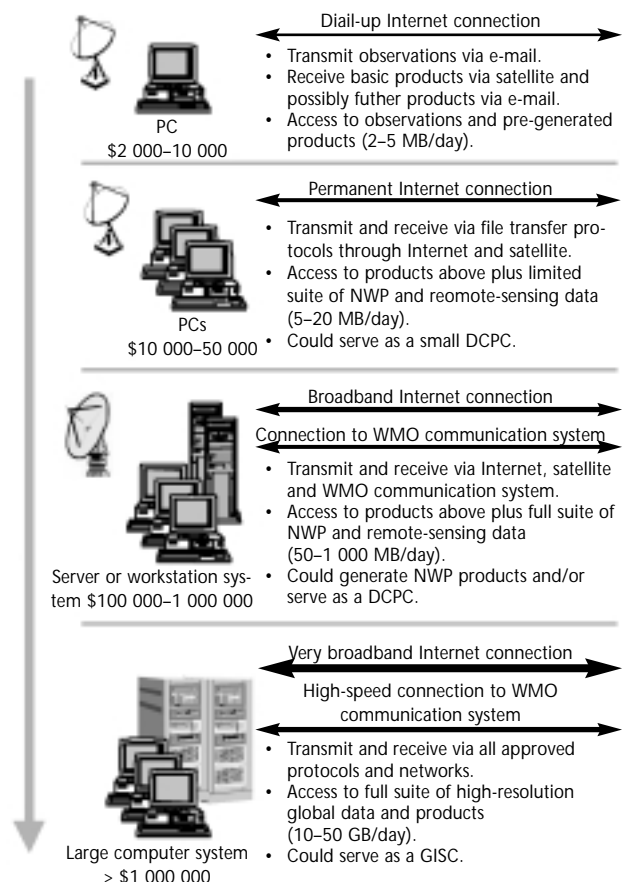 Diail-up Internet connection
• Transmit observations via e-mail.
• Receive basic products via satellite and
possibly futher products via e-mail.
• Access to observations and pre-generated
products (2–5 MB/day).
PC
$2 000–10 000
Permanent Internet connection
• Transmit and receive via file transfer pro-
tocols through Internet and satellite.
• Access to products above plus limited
suite of NWP and reomote-sensing data
(5–20 MB/day).
• Could serve as a small DCPC.
PCs
$10 000–50 000
Broadband Internet connection
Connection to WMO communication system
• Transmit and receive via Internet, satellite
and WMO communication system.
• Access to products above plus full suite of
NWP and remote-sensing data
(50–1 000 MB/day).
• Could generate NWP products and/or
serve as a DCPC.
Server or workstation sys-
tem $100 000–1 000 000
Very broadband Internet connection
High-speed connection to WMO
communication system
• Transmit and receive via all approved
protocols and networks.
• Access to full suite of high-resolution
global data and products
(10–50 GB/day).
• Could serve as a GISC.
Large computer system
> $1 000 000